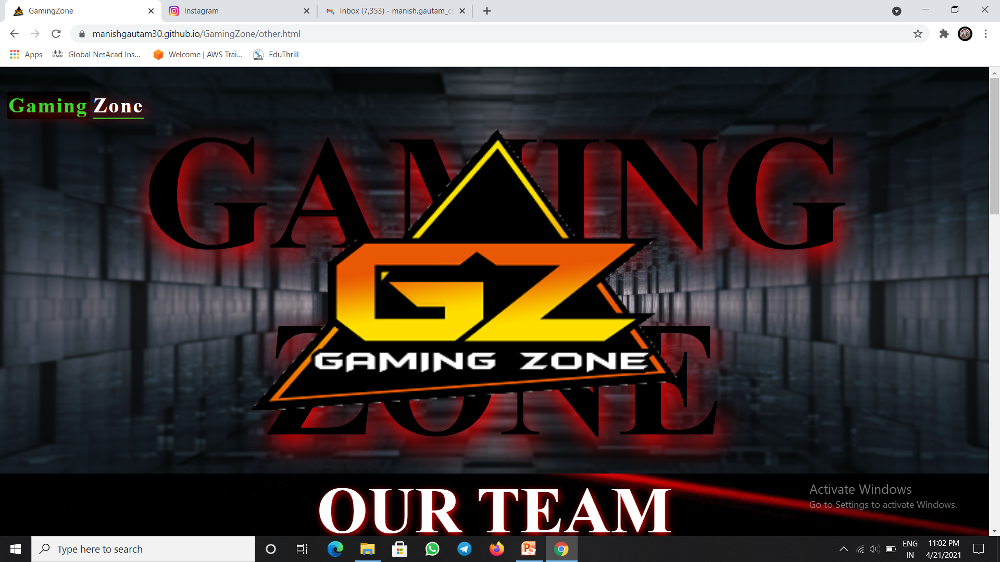 GamingZone
Instagram
Inbox (7,353) - manish.gautam_cs
manishgautam30.github.io/GamingZone/other.html
Apps
Global NetAcad Ins...
Welcome | AWS Trai...
EduThrill
Gaming Zone
GAMING
ZONE
GZ
GAMING ZONE
OUR TEAM
Activate Windows
Go to Settings to activate Windows.
Type here to search
ENG
IN
11:02 PM
4/21/2021